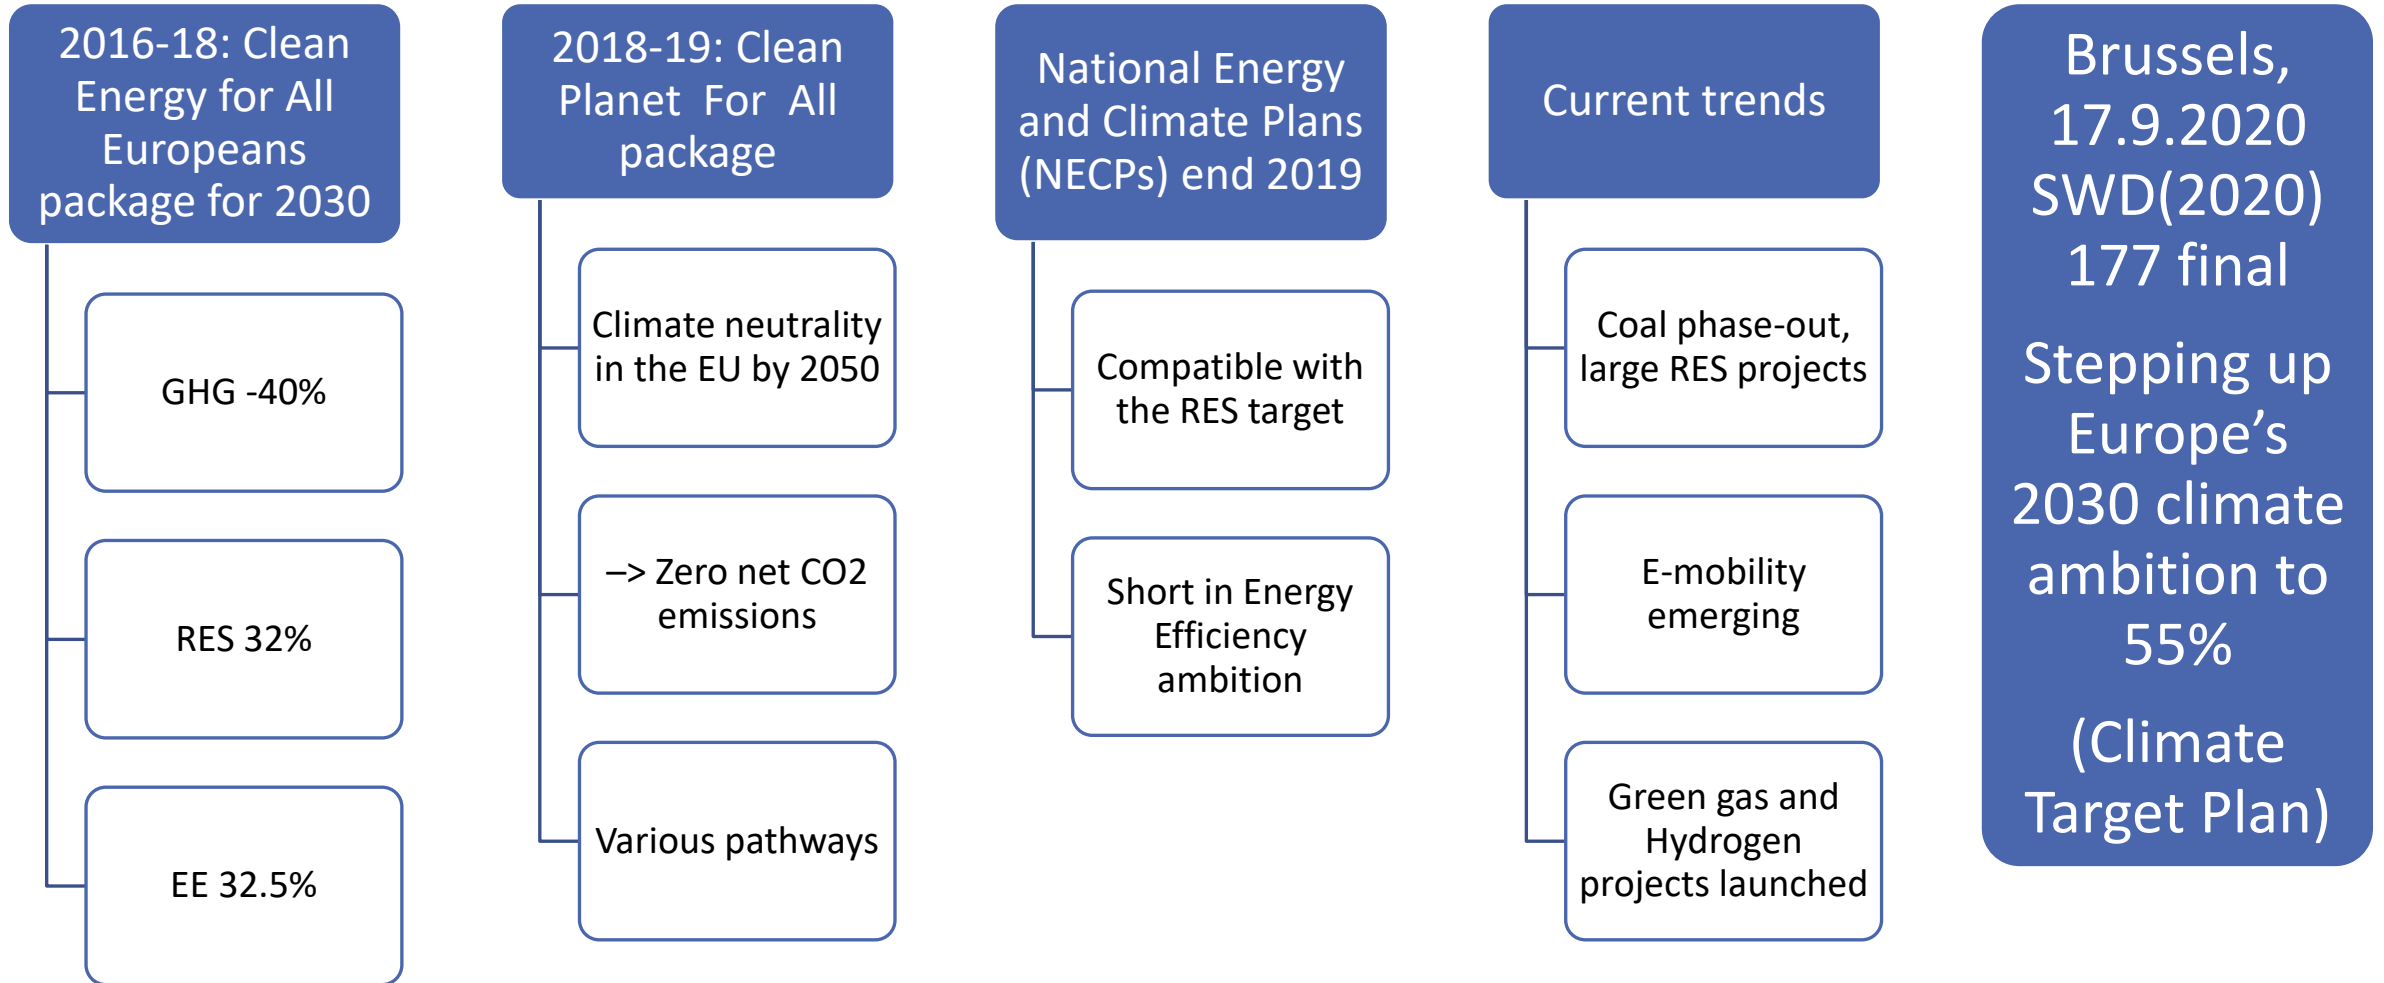 2016-18: Clean
Energy for All
Europeans
package for 2030
GHG -40%
RES 32%
EE 32.5%
2018-19: Clean
Planet For All
package
Climate neutrality
in the EU by 2050
–> Zero net CO2
emissions
Various pathways
National Energy
and Climate Plans
(NECPs) end 2019
Compatible with
the RES target
Short in Energy
Efficiency
ambition
Current trends
Coal phase-out,
large RES projects
E-mobility
emerging
Green gas and
Hydrogen
projects launched
Brussels,
17.9.2020
SWD(2020)
177 final
Stepping up
Europe’s
2030 climate
ambition to
55%
(Climate
Target Plan)